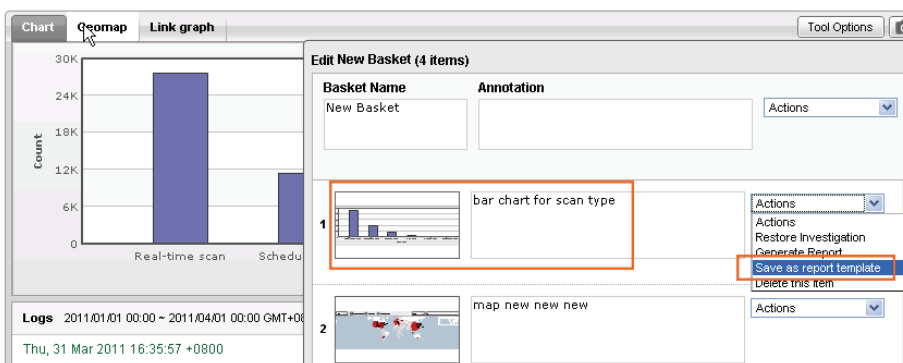 Chart Geomap Link graph
Tool Options
30K
24K
18K
12K
6K
0
Count
Real-time scan Schedu
Edit New Basket (4 items)
Basket Name Annotation
New Basket
Actions
1 bar chart for scan type
Actions
Actions
Restore Investigation
Generate Report
Save as report template
Delete this item
2 map new new new
Actions
Logs 2011/01/01 00:00 ~ 2011/04/01 00:00 GMT+08
Thu, 31 Mar 2011 16:35:57 +0800